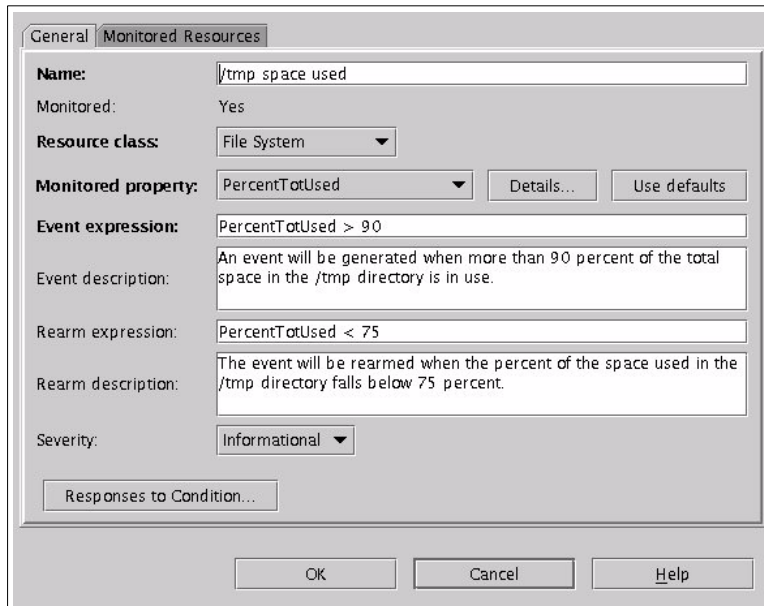 General Monitored Resources
Name: /tmp space used
Monitored: Yes
Resource class: File System
Monitored property: PercentTotUsed Details... Use defaults
Event expression: PercentTotUsed > 90
Event description: An event will be generated when more than 90 percent of the total
space in the /tmp directory is in use.
Rearm expression: PercentTotUsed < 75
Rearm description: The event will be rearmed when the percent of the space used in the
/tmp directory falls below 75 percent.
Severity: Informational
Responses to Condition...
OK Cancel Help